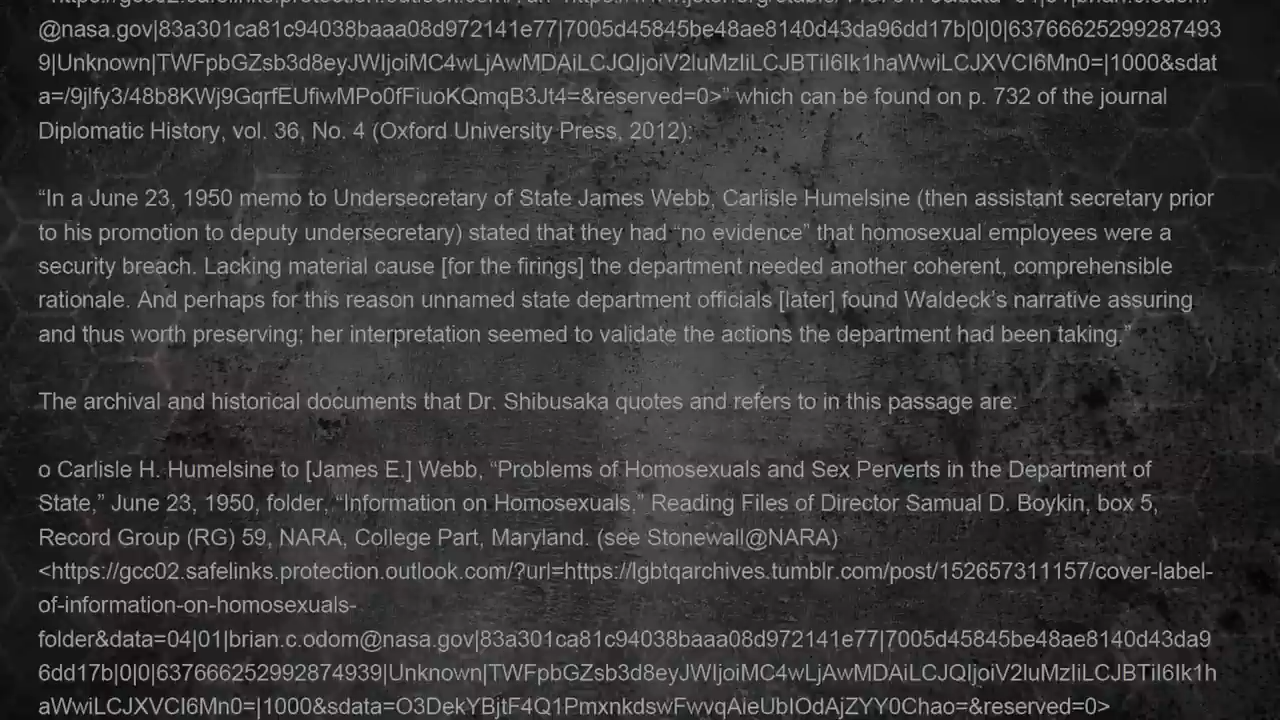 @nasa.gov|83a301ca81c94038baaa08d972141e77|7005d45845be48ae8140d43da96dd17b|0|0|63766625299287493
9|Unknown|TWFpbGZsb3d8eyJWIjoiMC4wLjAwMDAiLCJQIjoiV2luMzIiLCJBTiI6Ik1haWwiLCJXVCI6Mn0=|1000&sdat
a=/9jlfy3/48b8KWj9GqrfEUfiwMPo0fFiuoKQmqB3Jt4=&reserved=0>” which can be found on p. 732 of the journal
Diplomatic History, vol. 36, No. 4 (Oxford University Press, 2012):
“In a June 23, 1950 memo to Undersecretary of State James Webb, Carlisle Humelsine (then assistant secretary prior
to his promotion to deputy undersecretary) stated that they had “no evidence” that homosexual employees were a
security breach. Lacking material cause [for the firings] the department needed another coherent, comprehensible
rationale. And perhaps for this reason unnamed state department officials [later] found Waldeck’s narrative assuring
and thus worth preserving; her interpretation seemed to validate the actions the department had been taking.”
The archival and historical documents that Dr. Shibusaka quotes and refers to in this passage are:
o Carlisle H. Humelsine to [James E.] Webb, “Problems of Homosexuals and Sex Perverts in the Department of
State,” June 23, 1950, folder, “Information on Homosexuals,” Reading Files of Director Samual D. Boykin, box 5,
Record Group (RG) 59, NARA, College Part, Maryland. (see Stonewall@NARA)
<https://gcc02.safelinks.protection.outlook.com/?url=https://lgbtqarchives.tumblr.com/post/152657311157/cover-label-
of-information-on-homosexuals-
folder&data=04|01|brian.c.odom@nasa.gov|83a301ca81c94038baaa08d972141e77|7005d45845be48ae8140d43da9
6dd17b|0|0|637666252992874939|Unknown|TWFpbGZsb3d8eyJWIjoiMC4wLjAwMDAiLCJQIjoiV2luMzIiLCJBTiI6Ik1h
aWwiLCJXVCI6Mn0=|1000&sdata=O3DekYBjtF4Q1PmxnkdswFwvqAieUbIOdAjZYY0Chao=&reserved=0>